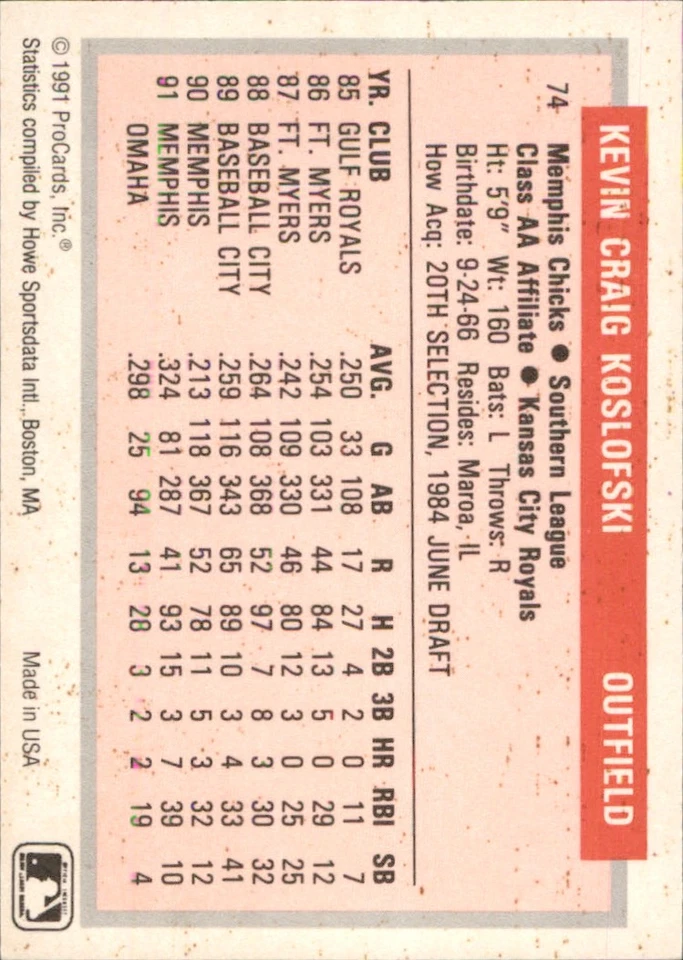 KEVIN CRAIG KOSLOFSKI OUTFIELD
74 Memphis Chicks ● Southern League
Class AA Affiliate ● Kansas City Royals
Ht: 5'9" Wt: 160 Bats: L Throws: R
Birthdate: 9-24-66 Resides: Maroa, IL
How Acq: 20TH SELECTION, 1984 JUNE DRAFT
YR. CLUB AVG. G AB R H 2B 3B HR RBI SB
85 GULF ROYALS .250 33 108 17 27 4 2 0 11 7
86 FT. MYERS .254 103 331 44 84 13 5 0 29 12
87 FT. MYERS .242 109 330 46 80 12 3 0 25 25
88 BASEBALL CITY .264 108 368 52 97 7 8 3 30 32
89 BASEBALL CITY .259 116 343 65 89 10 3 4 33 41
90 MEMPHIS .213 118 367 52 78 11 5 3 32 12
91 MEMPHIS .324 81 287 41 93 15 3 7 39 10
OMAHA .298 25 94 13 28 3 2 2 19 4
© 1991 ProCards, Inc.®
Statistics compiled by Howe Sportsdata Intl., Boston, MA Made in USA